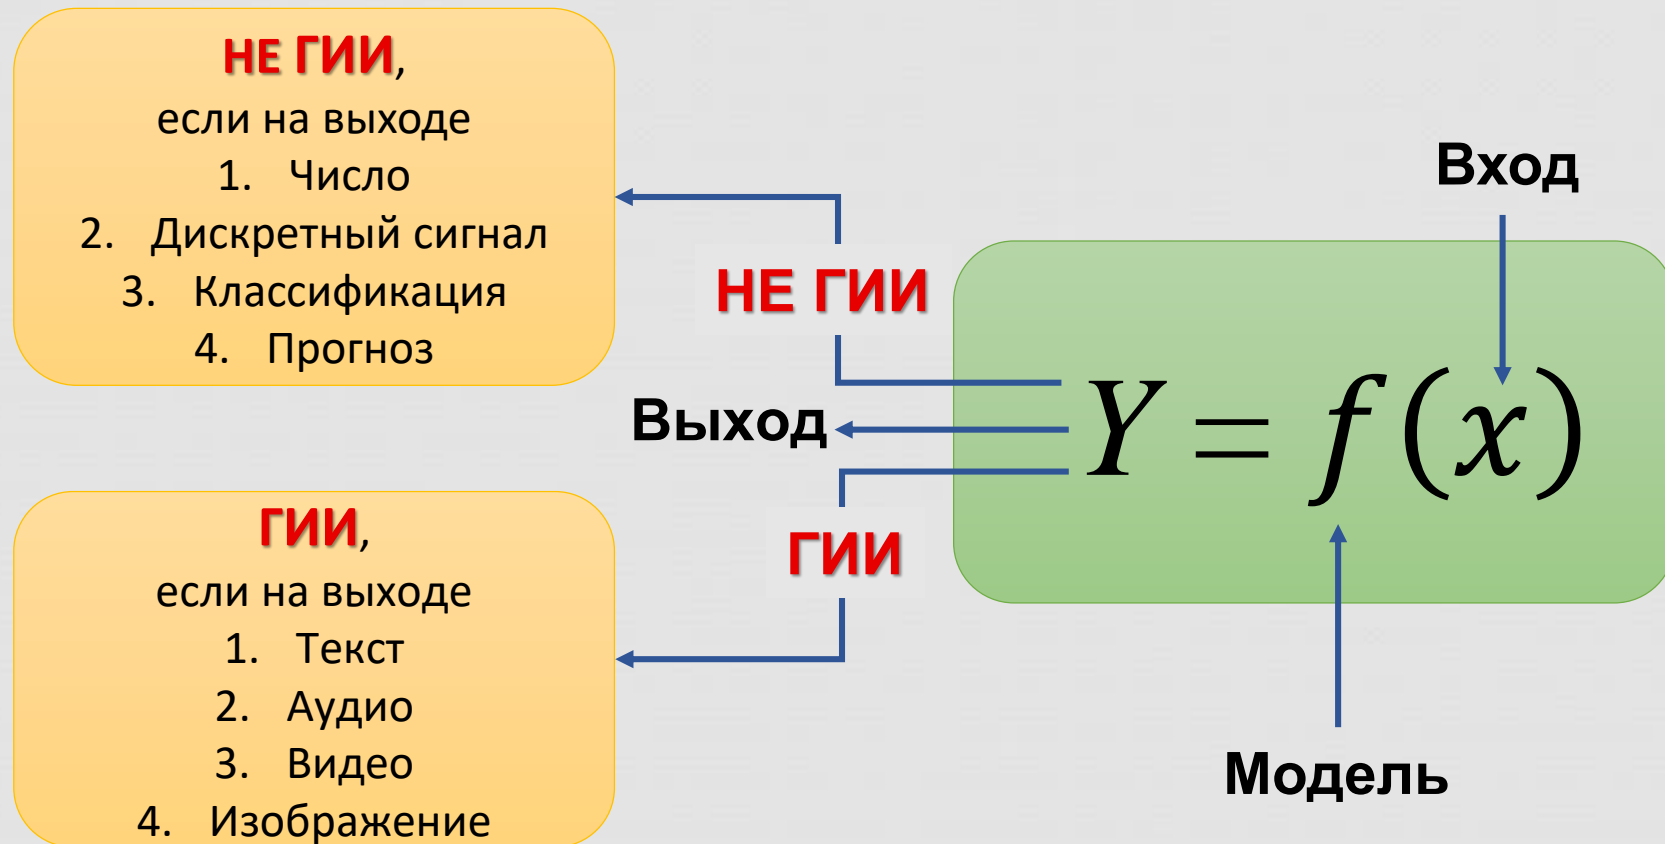 НЕ ГИИ,
если на выходе
1. Число
2. Дискретный сигнал
3. Классификация
4. Прогноз
НЕ ГИИ
Вход
Выход
Y = f(x)
ГИИ
Модель
ГИИ,
если на выходе
1. Текст
2. Аудио
3. Видео
4. Изображение